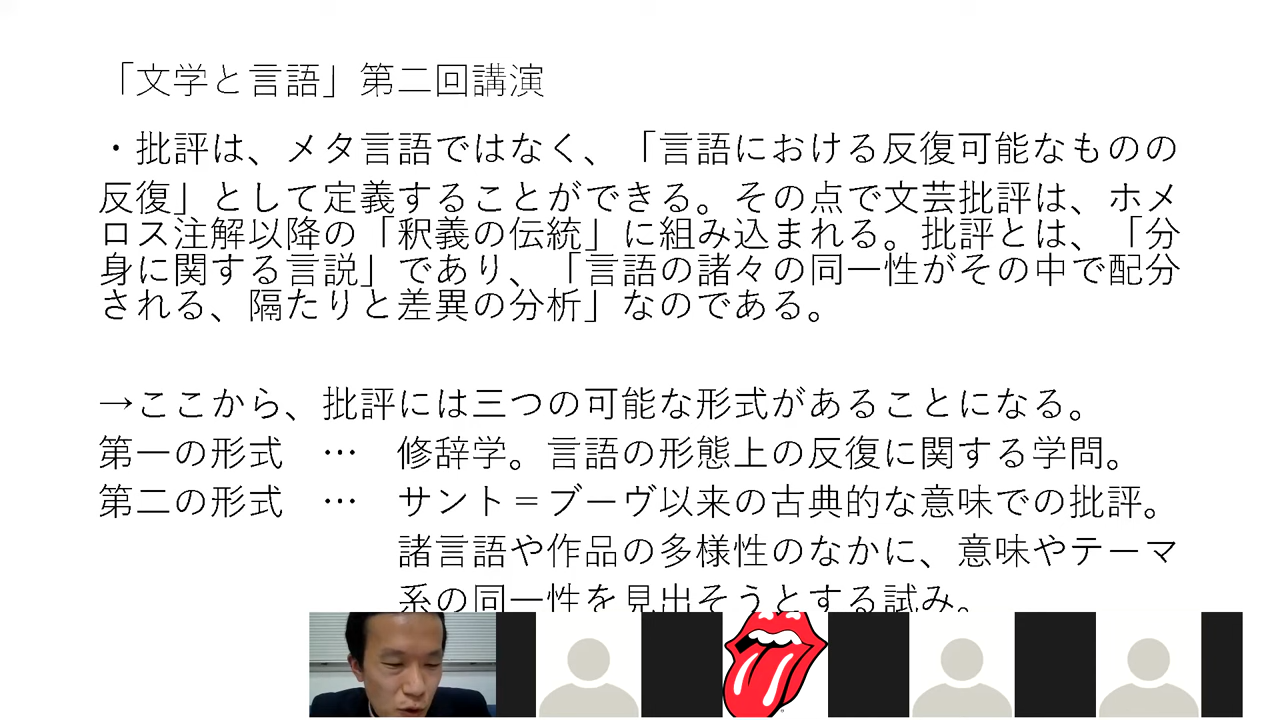 「文学と言語」第二回講演
・批評は、メタ言語ではなく、「言語における反復可能なものの
反復」として定義することができる。その点で文芸批評は、ホメ
ロス注解以降の「釈義の伝統」に組み込まれる。批評とは、「分
身に関する言説」であり、「言語の諸々の同一性がその中で配分
される、隔たりと差異の分析」なのである。
→ここから、批評には三つの可能な形式があることになる。
第一の形式　…　修辞学。言語の形態上の反復に関する学問。
第二の形式　…　サント＝ブーヴ以来の古典的な意味での批評。
諸言語や作品の多様性のなかに、意味やテーマ
系の同一性を見出そうとする試み。